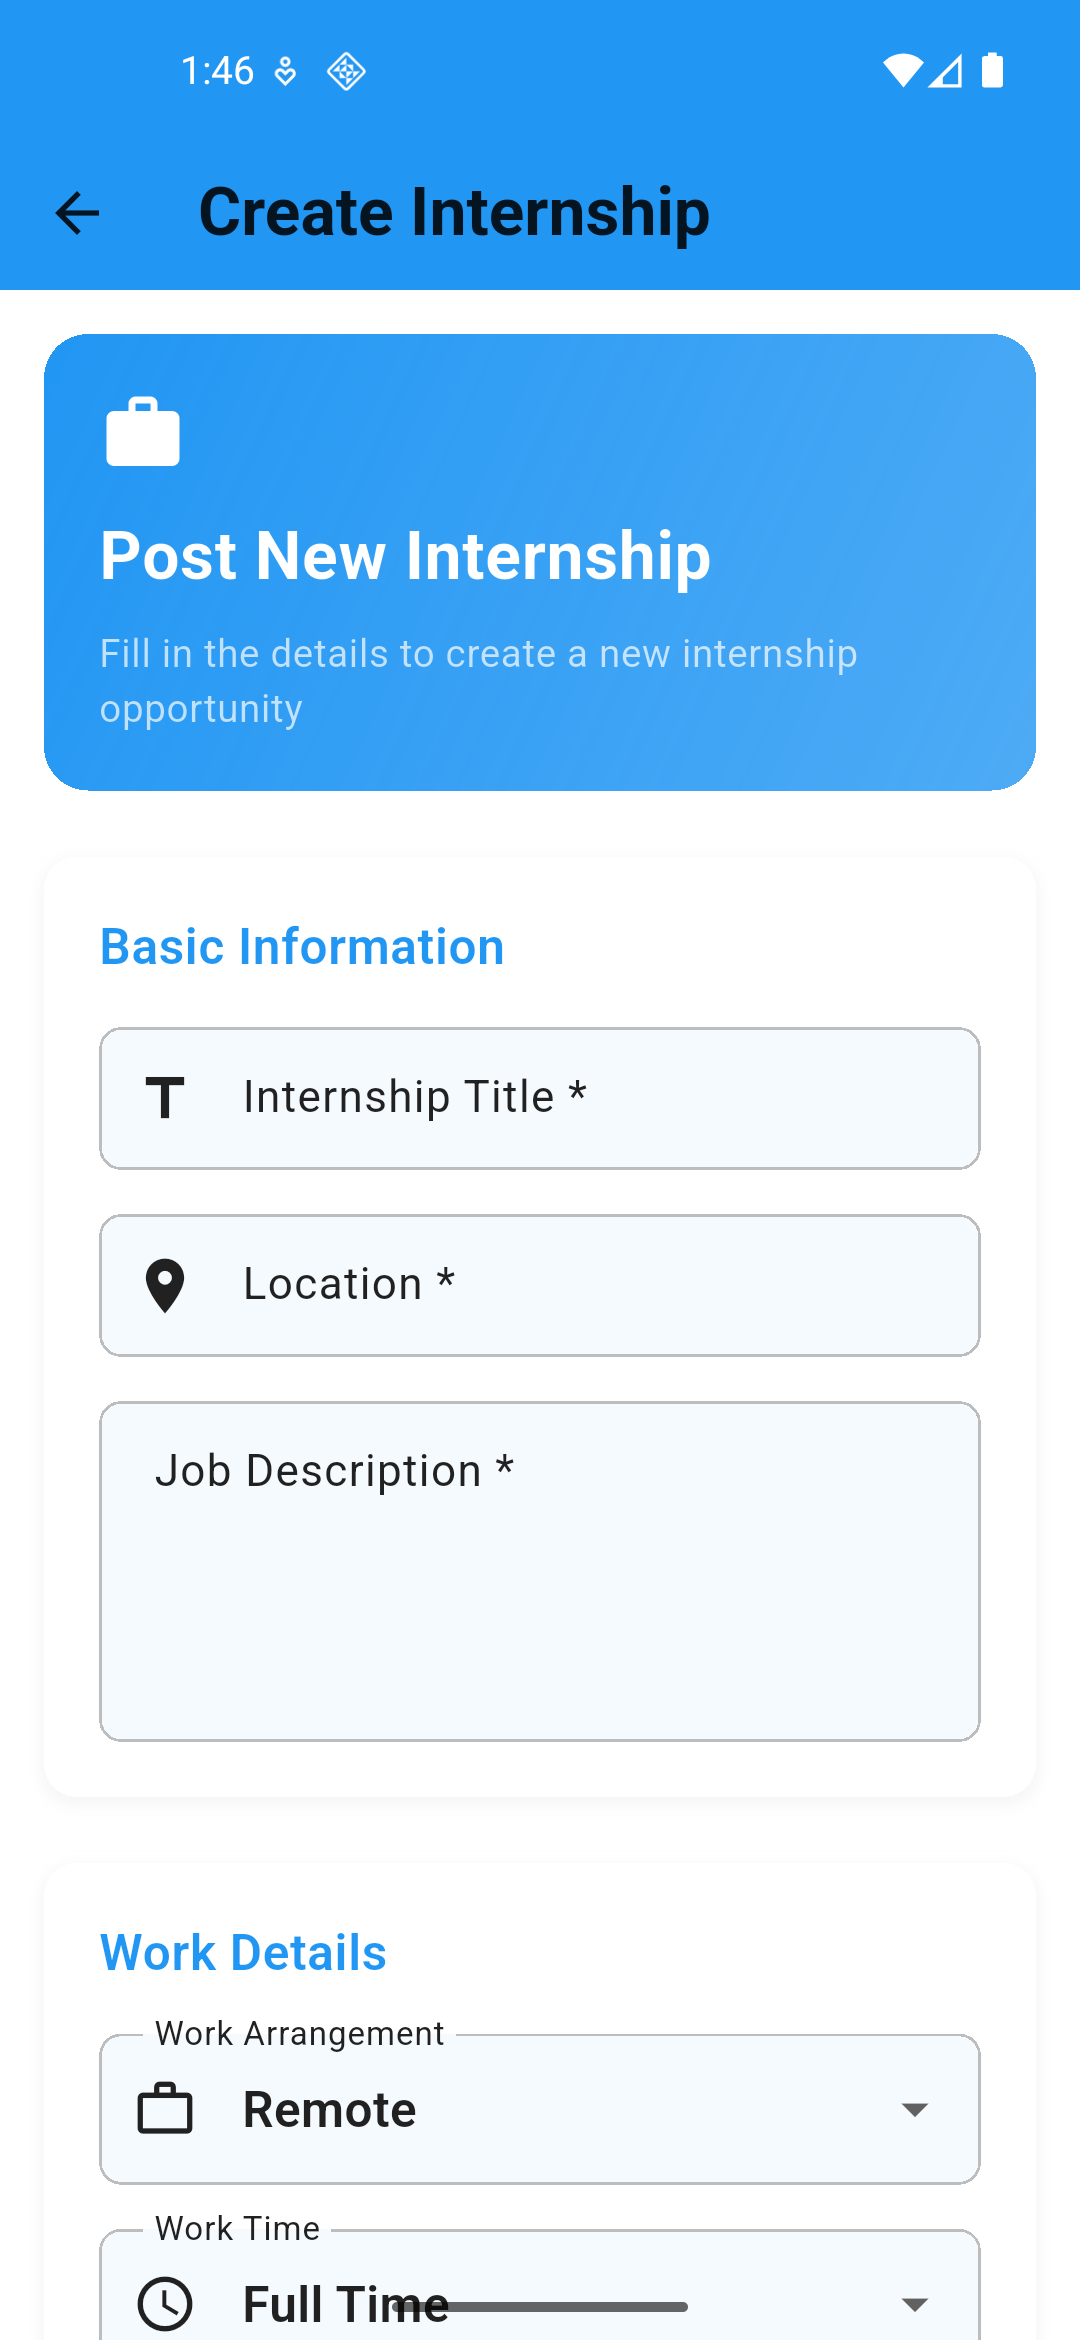 1:46
Create Internship
Post New Internship
Fill in the details to create a new internship
opportunity
Basic Information
Internship Title *
Location *
Job Description *
Work Details
Work Arrangement
Remote
Work Time
Full Time